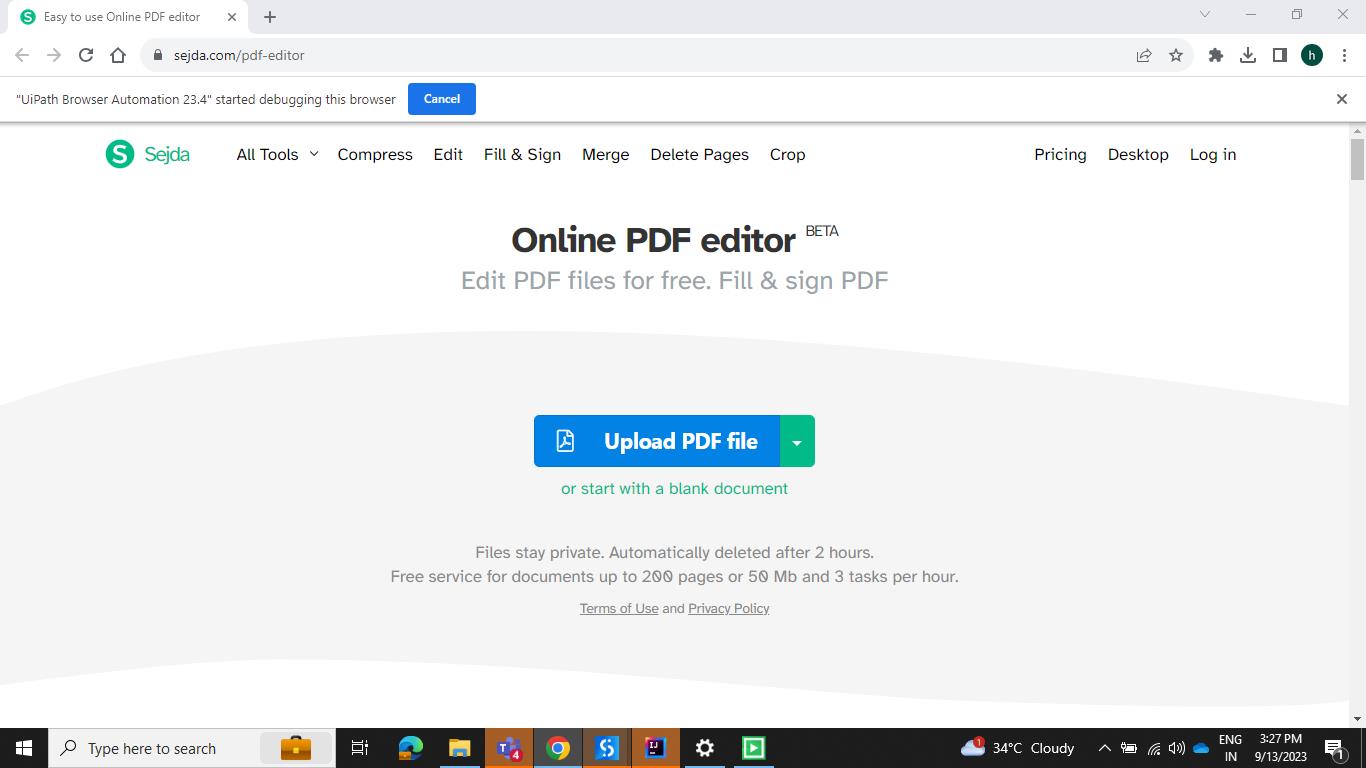 Easy to use Online PDF editor
sejda.com/pdf-editor
h
"UiPath Browser Automation 23.4" started debugging this browser
Cancel
S Sejda
All Tools Compress Edit Fill & Sign Merge Delete Pages Crop Pricing Desktop Log in
Online PDF editor BETA
Edit PDF files for free. Fill & sign PDF
Upload PDF file
or start with a blank document
Files stay private. Automatically deleted after 2 hours.
Free service for documents up to 200 pages or 50 Mb and 3 tasks per hour.
Terms of Use and Privacy Policy
Type here to search
4
1 34°C Cloudy
ENG
IN
3:27 PM
9/13/2023
1